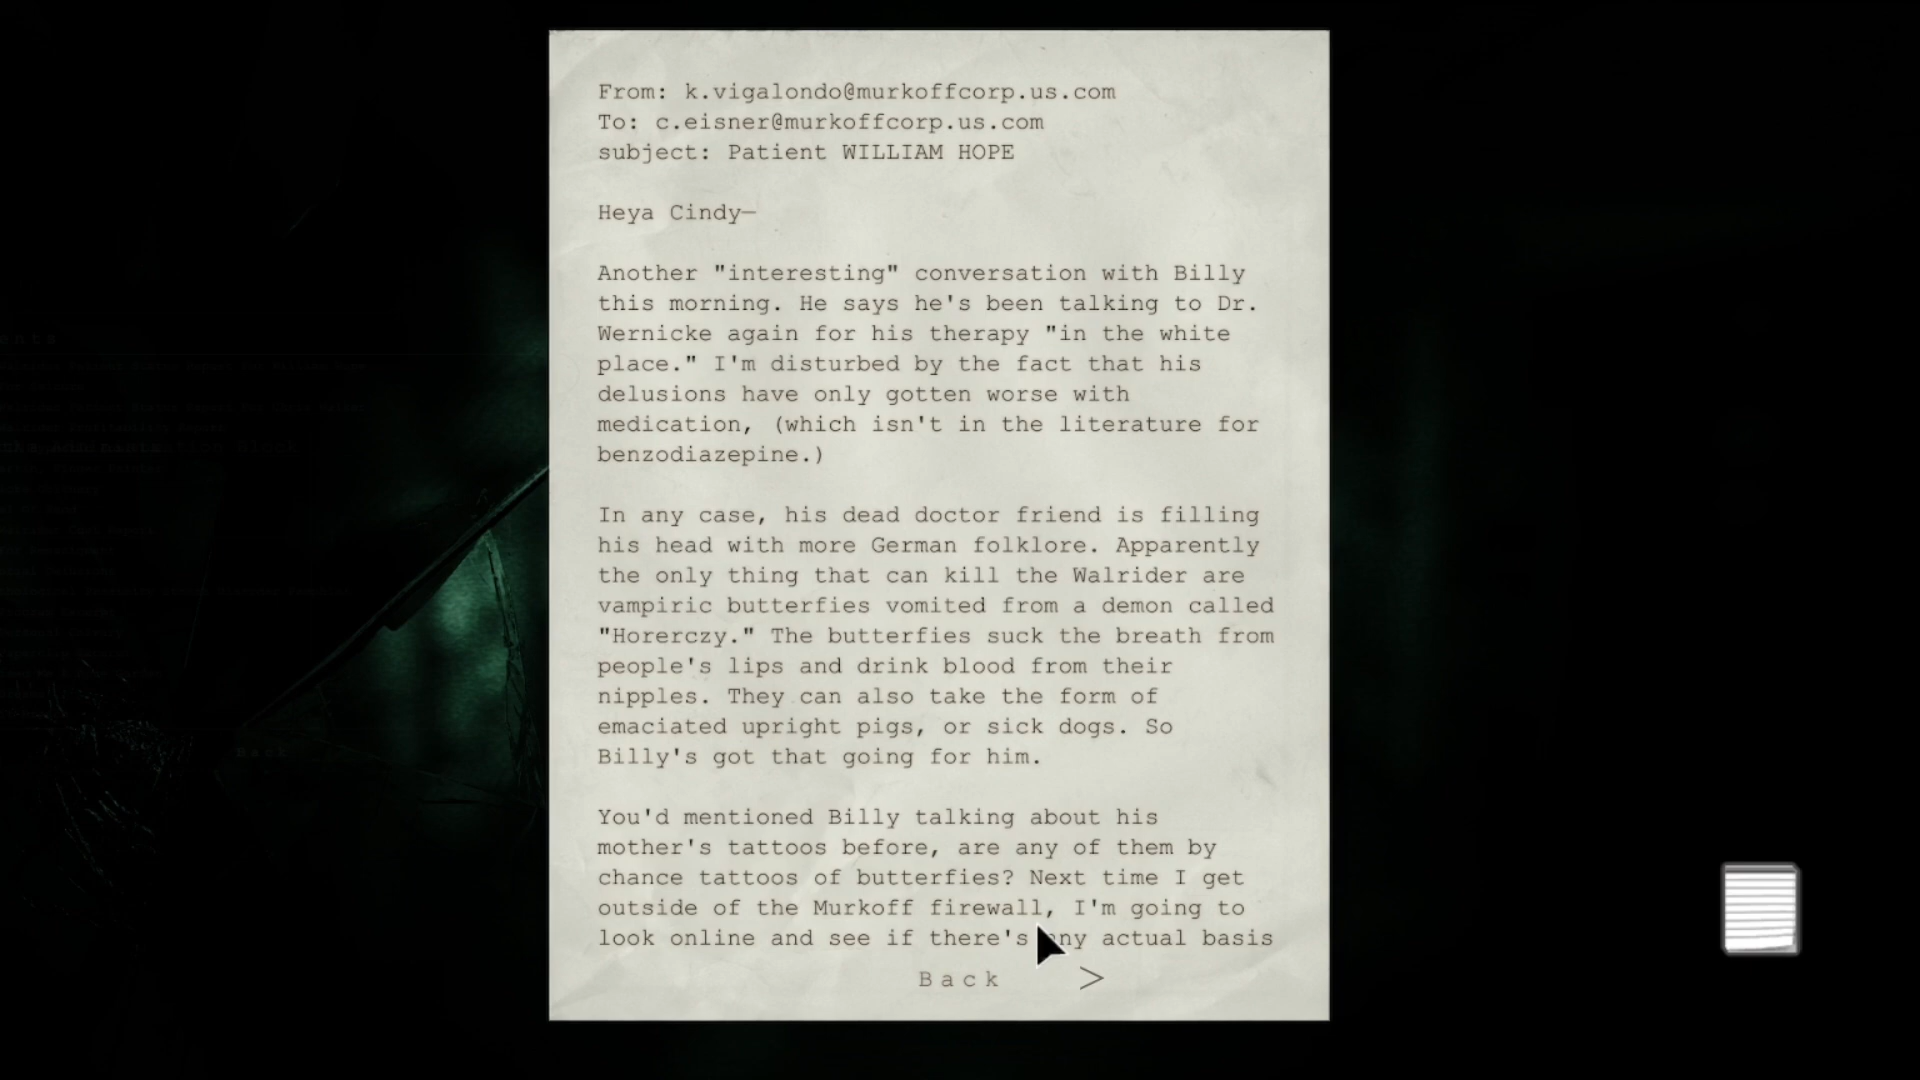 From: k.vigalondo@murkoffcorp.us.com
To: c.eisner@murkoffcorp.us.com
subject: Patient WILLIAM HOPE
Heya Cindy—
Another "interesting" conversation with Billy
this morning. He says he's been talking to Dr.
Wernicke again for his therapy "in the white
place." I'm disturbed by the fact that his
delusions have only gotten worse with
medication, (which isn't in the literature for
benzodiazepine.)
In any case, his dead doctor friend is filling
his head with more German folklore. Apparently
the only thing that can kill the Walrider are
vampiric butterfies vomited from a demon called
"Horerczy." The butterfies suck the breath from
people's lips and drink blood from their
nipples. They can also take the form of
emaciated upright pigs, or sick dogs. So
Billy's got that going for him.
You'd mentioned Billy talking about his
mother's tattoos before, are any of them by
chance tattoos of butterfies? Next time I get
outside of the Murkoff firewall, I'm going to
look online and see if there's any actual basis
Back >